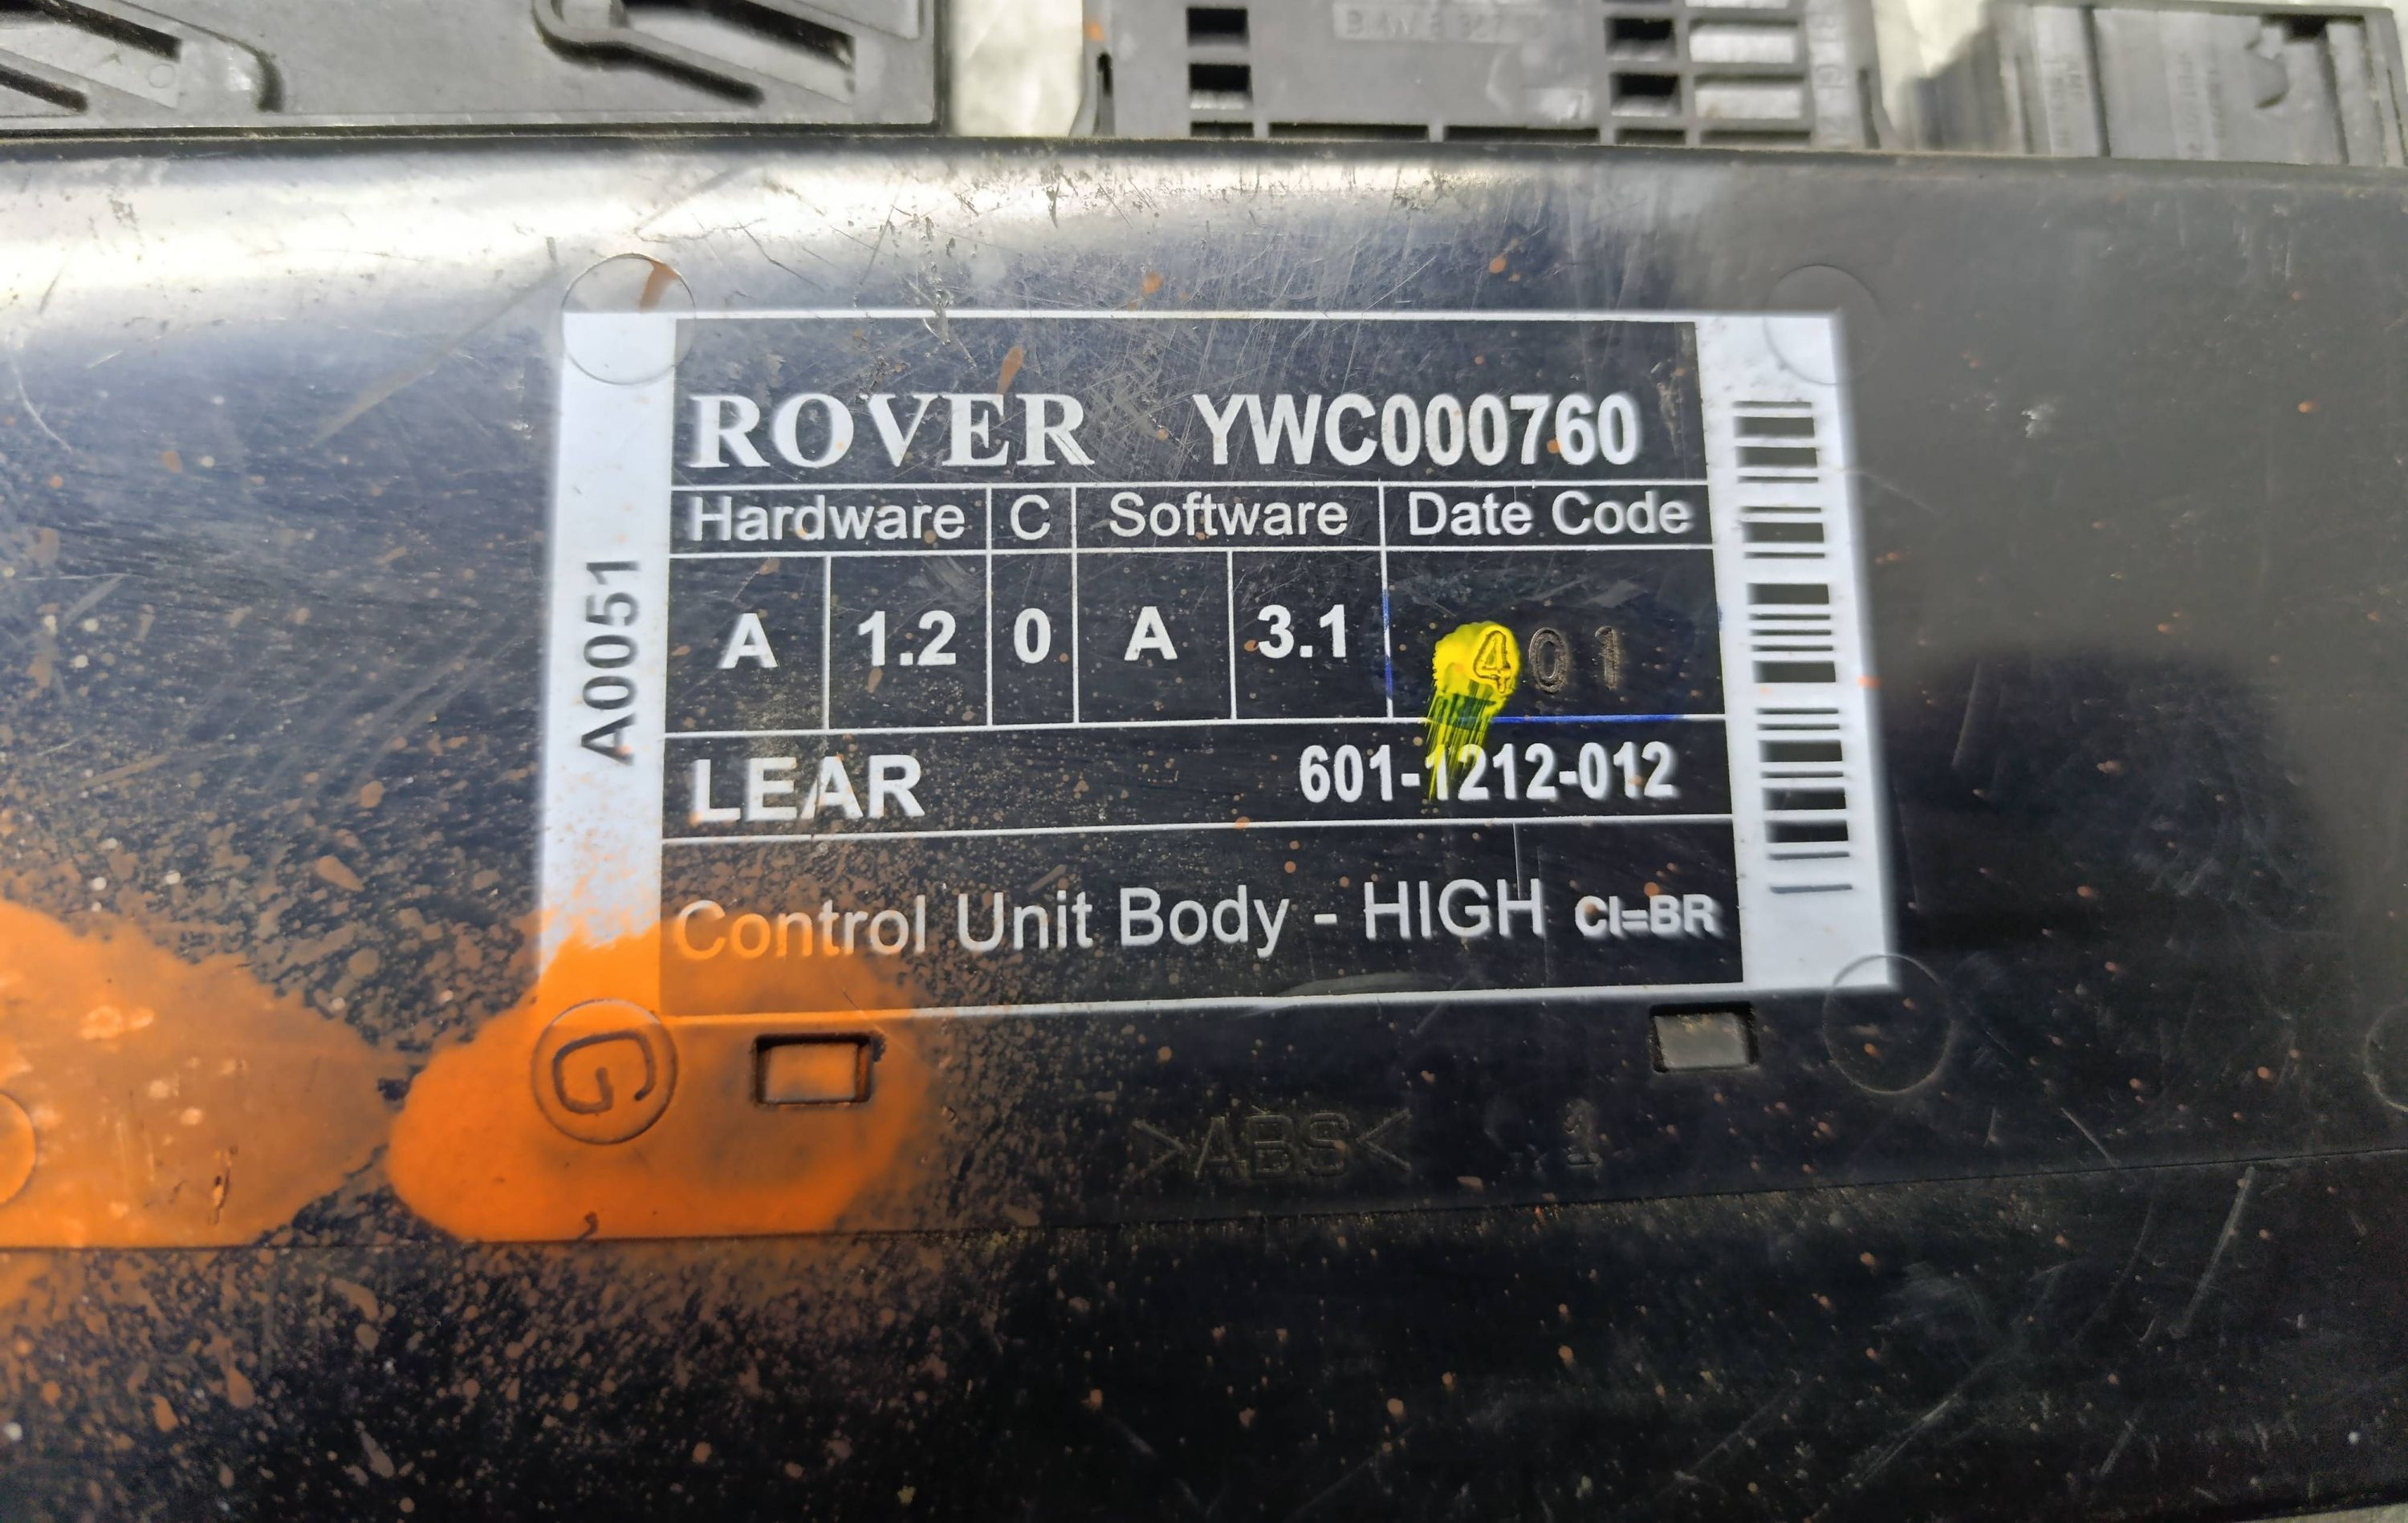 ROVER YWC000760
Hardware C Software Date Code
A 1.2 0 A 3.1 401
LEAR 601-1212-012
Control Unit Body - HIGH CI=BR
A0051
G
>ABS<